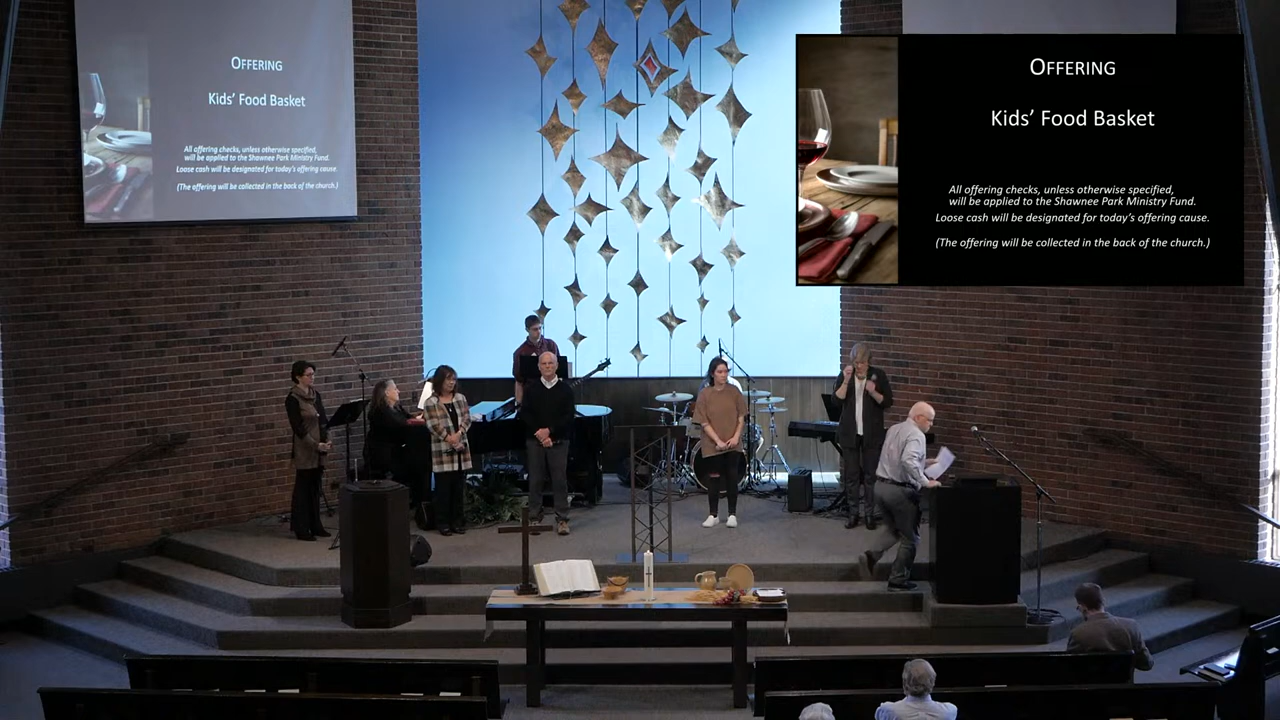 OFFERING
Kids' Food Basket
All offering checks, unless otherwise specified,
will be applied to the Shawnee Park Ministry Fund.
Loose cash will be designated for today's offering cause.
(The offering will be collected in the back of the church.)
OFFERING
Kids' Food Basket
All offering checks, unless otherwise specified,
will be applied to the Shawnee Park Ministry Fund.
Loose cash will be designated for today's offering cause.
(The offering will be collected in the back of the church.)